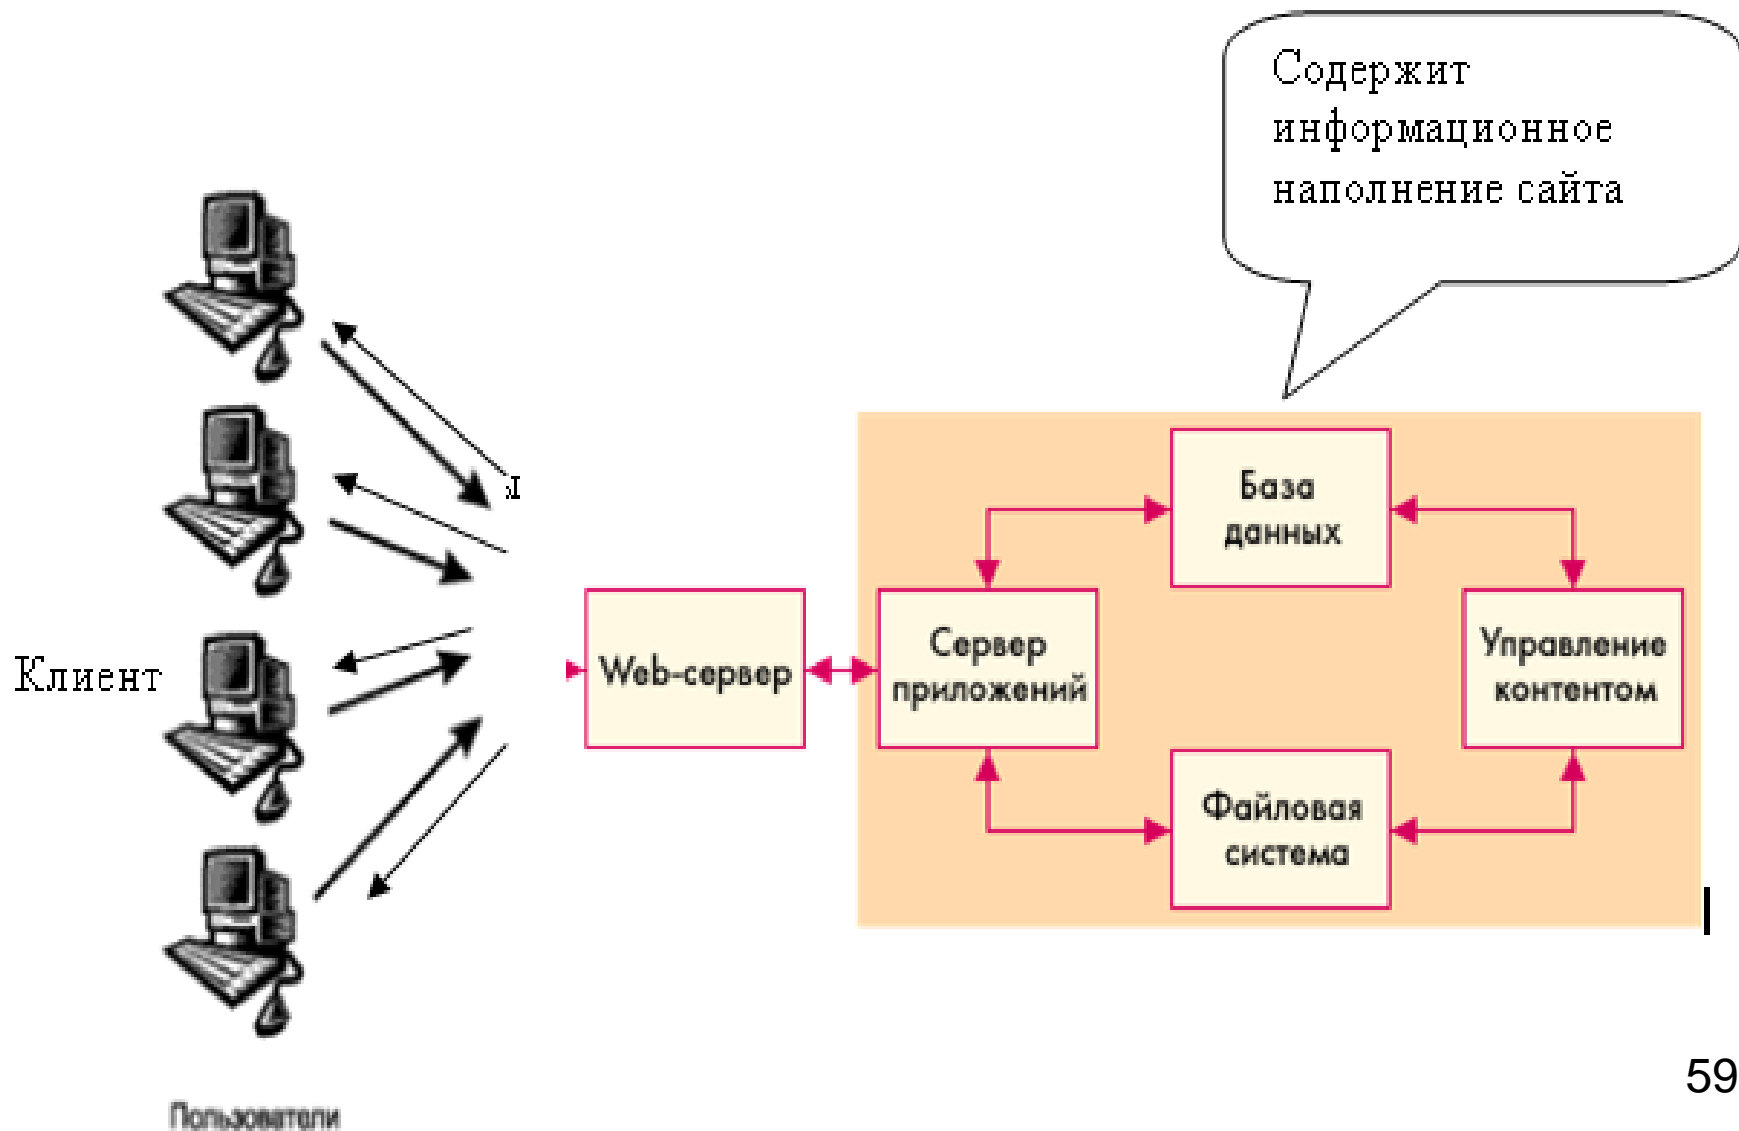 Содержит
информационное
наполнение сайта
ы
База
данных
Клиент
Web-сервер
Сервер
приложений
Управление
контентом
Файловая
система
59
Пользователи